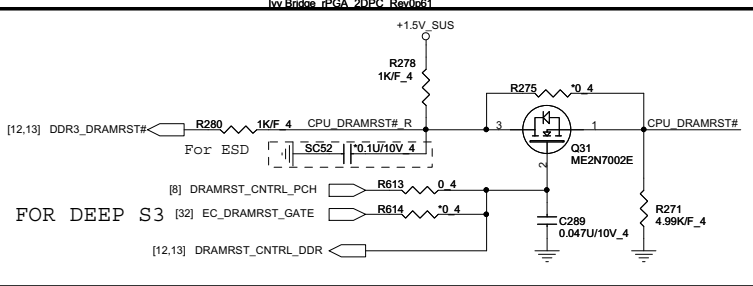 Ivy Bridge_rPGA_2DPC_Rev0p61
+1.5V_SUS
R278
1K/F_4
R275 *0_4
[12,13] DDR3_DRAMRST# R280 1K/F_4 CPU_DRAMRST#_R 3 1 CPU_DRAMRST#
For ESD SC52 *0.1U/10V_4
Q31
ME2N7002E
2
[8] DRAMRST_CNTRL_PCH R613 0_4
FOR DEEP S3 [32] EC_DRAMRST_GATE R614 *0_4
C289
0.047U/10V_4
R271
4.99K/F_4
[12,13] DRAMRST_CNTRL_DDR